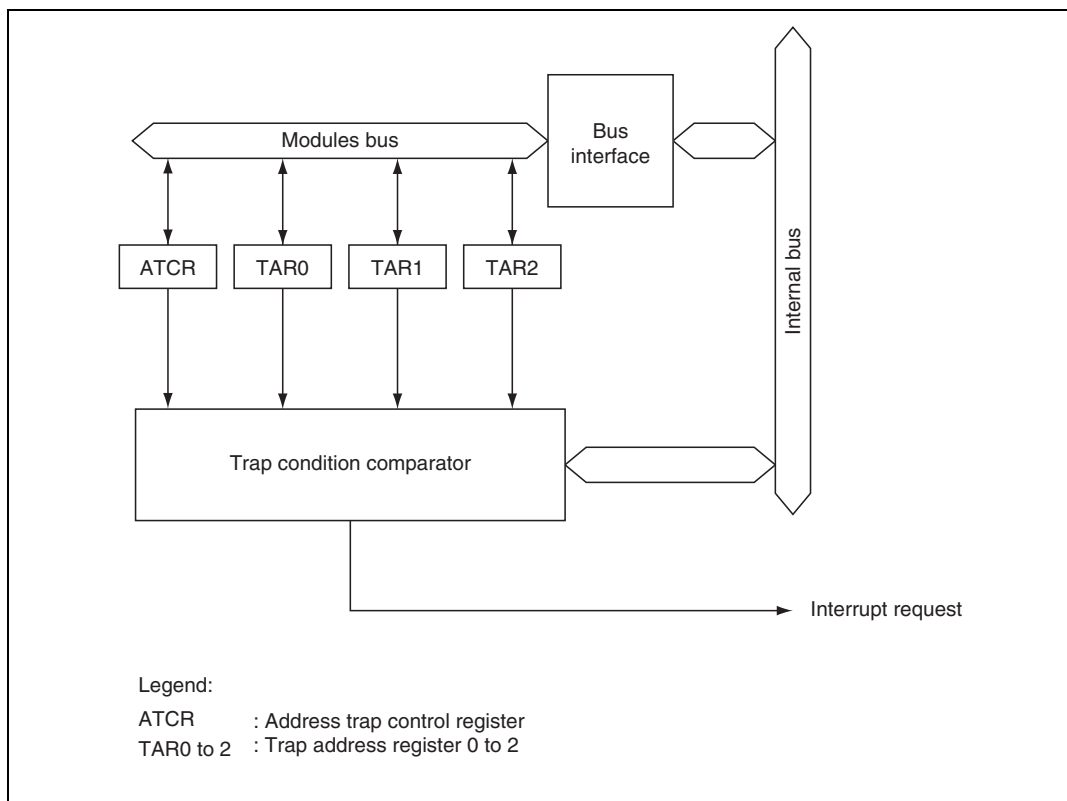 Modules bus
Bus
interface
Internal bus
ATCR
TAR0
TAR1
TAR2
Trap condition comparator
Interrupt request
Legend:
ATCR : Address trap control register
TAR0 to 2 : Trap address register 0 to 2